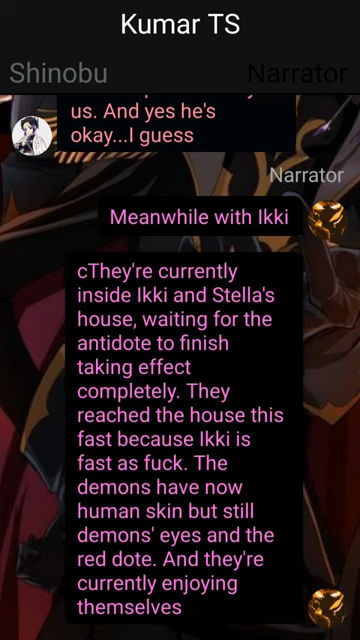 Kumar TS
Shinobu
Narrator
us. And yes he's
okay...I guess
Narrator
Meanwhile with Ikki
cThey're currently
inside Ikki and Stella's
house, waiting for the
antidote to finish
taking effect
completely. They
reached the house this
fast because Ikki is
fast as fuck. The
demons have now
human skin but still
demons' eyes and the
red dote. And they're
currently enjoying
themselves